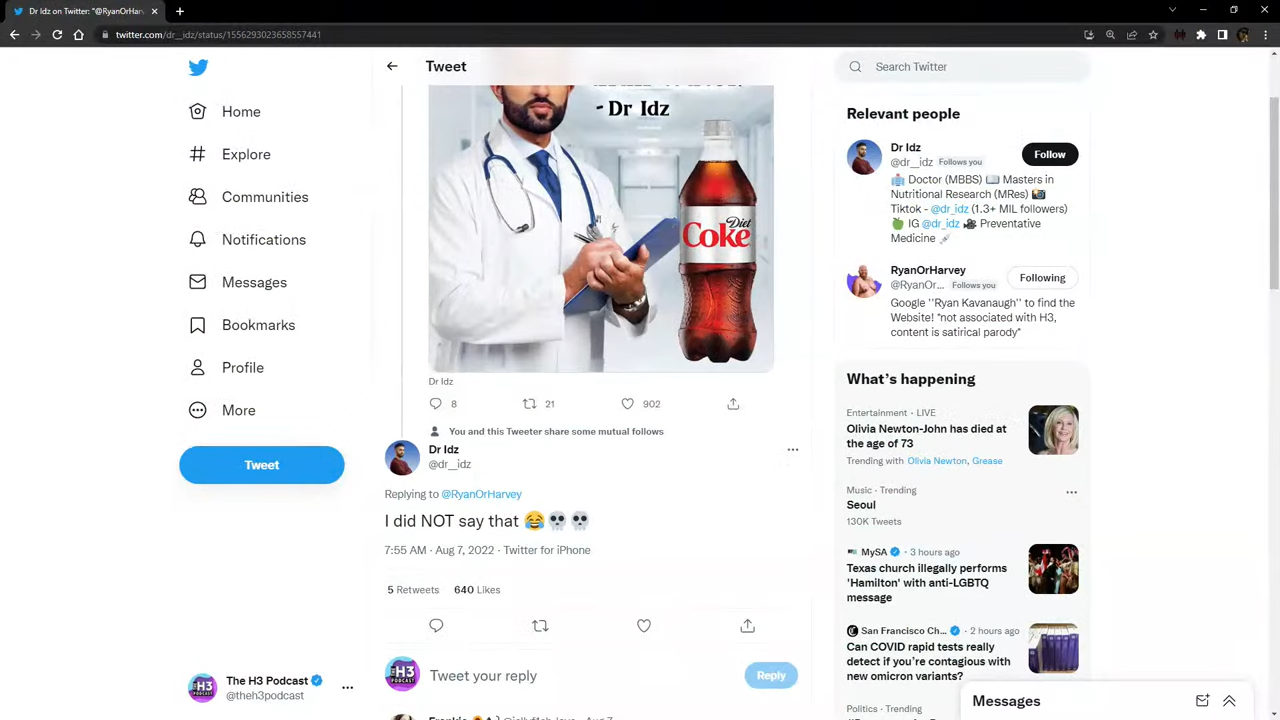 Dr Idz on Twitter: "@RyanOrHar
twitter.com/dr__idz/status/1556293023658557441
Home
Explore
Communities
Notifications
Messages
Bookmarks
Profile
More
Tweet
The H3 Podcast
@theh3podcast
Tweet
- Dr Idz
Diet
Coke
Dr Idz
8
21
902
You and this Tweeter share some mutual follows
Dr Idz
@dr__idz
Replying to @RyanOrHarvey
I did NOT say that 😂💀💀
7:55 AM · Aug 7, 2022 · Twitter for iPhone
5 Retweets 640 Likes
H3
PODCAST
Tweet your reply
Reply
Search Twitter
Relevant people
Dr Idz
@dr__idz Follows you
Follow
🏥 Doctor (MBBS) 📖 Masters in
Nutritional Research (MRes) 📸
Tiktok - @dr_idz (1.3+ MIL followers)
🍏 IG @dr_idz 🎥 Preventative
Medicine 💉
RyanOrHarvey
@RyanOr... Follows you
Following
Google ''Ryan Kavanaugh'' to find the
Website! *not associated with H3,
content is satirical parody*
What's happening
Entertainment · LIVE
Olivia Newton-John has died at
the age of 73
Trending with Olivia Newton, Grease
Music · Trending
Seoul
130K Tweets
MySA · 3 hours ago
Texas church illegally performs
'Hamilton' with anti-LGBTQ
message
San Francisco Ch... · 2 hours ago
Can COVID rapid tests really
detect if you're contagious with
new omicron variants?
Politics · Trending
Messages